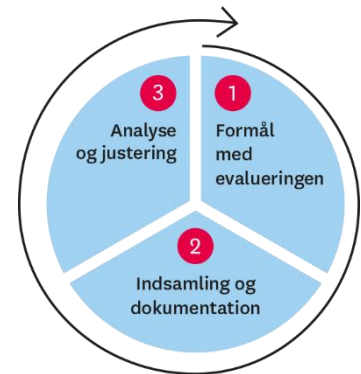 1
Formål
med
evalueringen
2
Indsamling og
dokumentation
3
Analyse
og justering